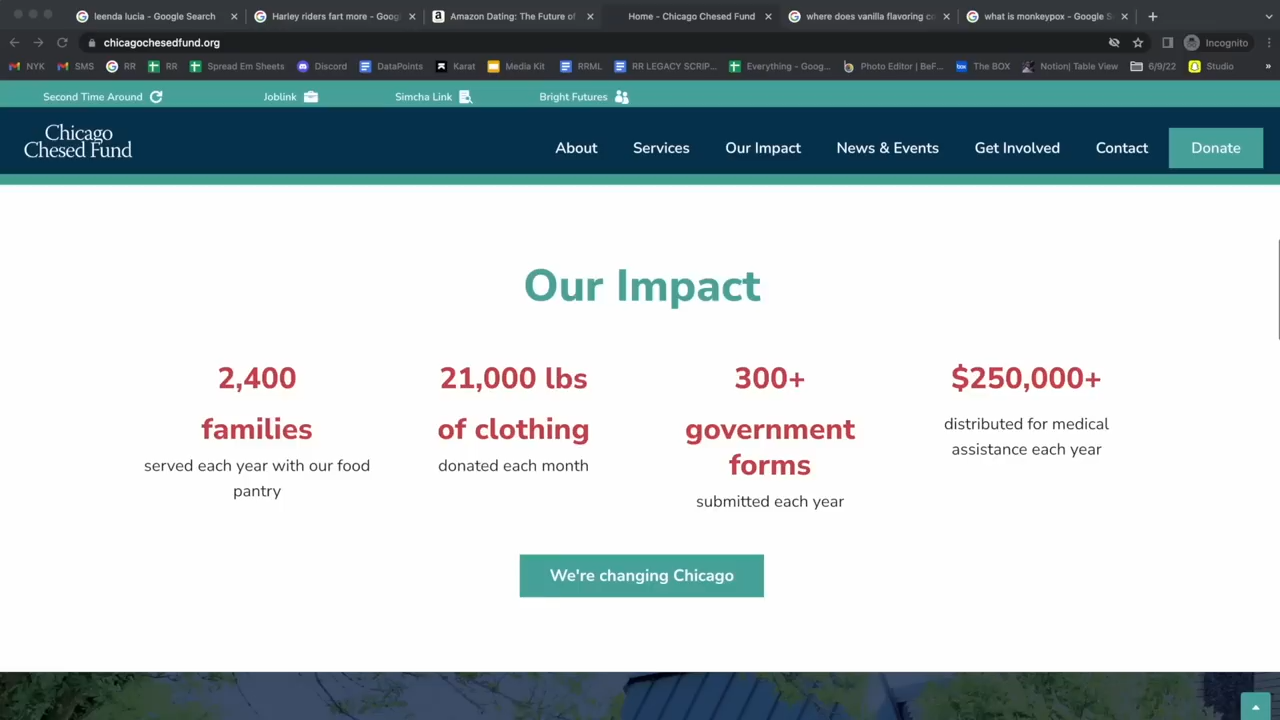 leenda lucia - Google Search
Harley riders fart more - Goog
Amazon Dating: The Future of
Home - Chicago Chesed Fund
where does vanilla flavoring co
what is monkeypox - Google S
chicagochesedfund.org
Incognito
NYK
SMS
RR
RR
Spread Em Sheets
Discord
DataPoints
Karat
Media Kit
RRML
RR LEGACY SCRIP...
Everything - Goog...
Photo Editor | BeF...
The BOX
Notion| Table View
6/9/22
Studio
»
Second Time Around
Joblink
Simcha Link
Bright Futures
Chicago
Chesed Fund
About
Services
Our Impact
News & Events
Get Involved
Contact
Donate
Our Impact
2,400
families
served each year with our food
pantry
21,000 lbs
of clothing
donated each month
300+
government
forms
submitted each year
$250,000+
distributed for medical
assistance each year
We're changing Chicago